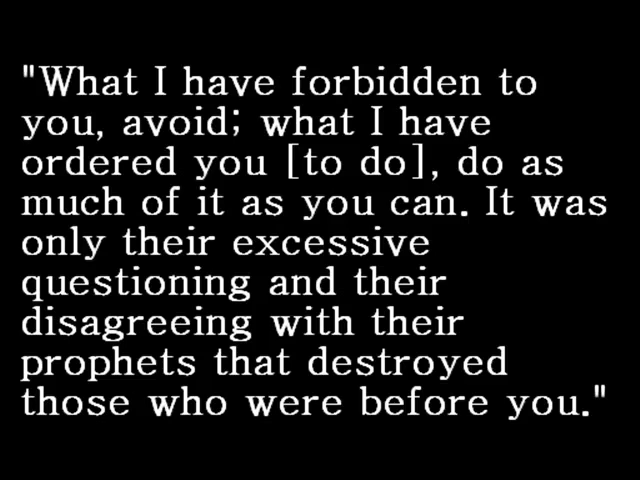 "What I have forbidden to
you, avoid; what I have
ordered you [to do], do as
much of it as you can. It was
only their excessive
questioning and their
disagreeing with their
prophets that destroyed
those who were before you."